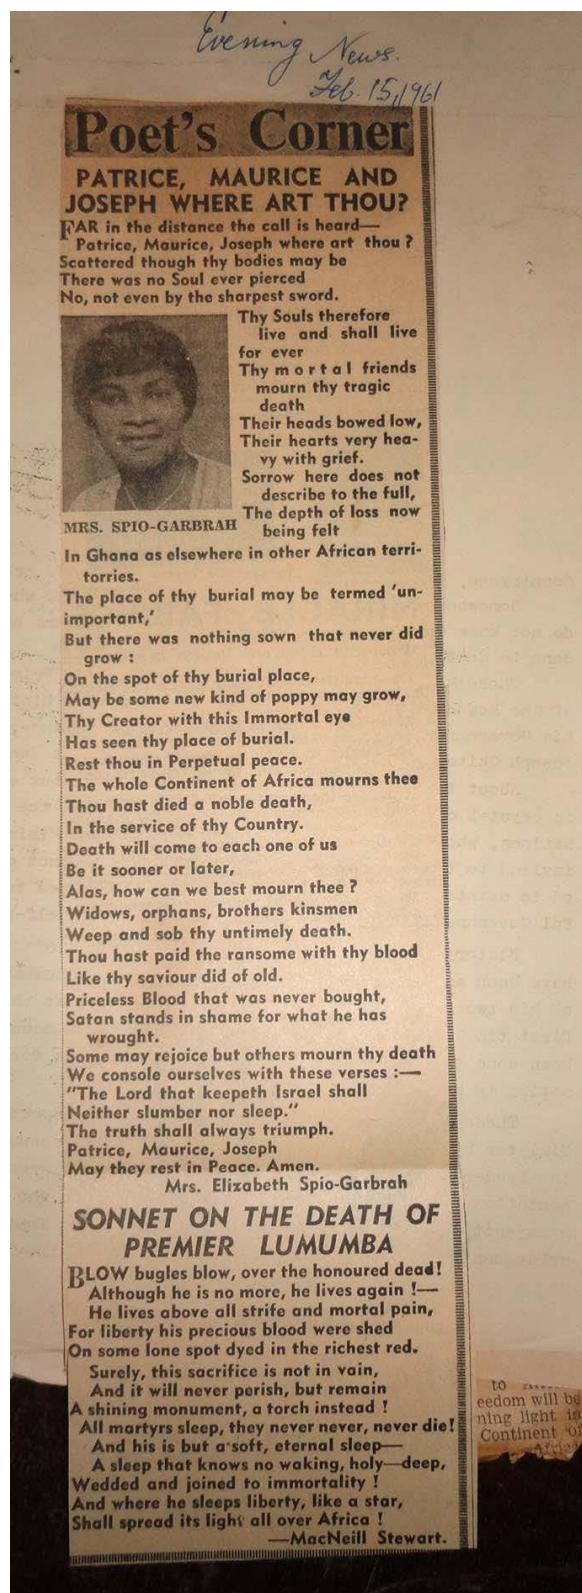 Evening News.
Feb. 15, 1961
Poet's Corner
PATRICE, MAURICE AND
JOSEPH WHERE ART THOU?
FAR in the distance the call is heard—
Patrice, Maurice, Joseph where art thou?
Scattered though thy bodies may be
There was no Soul ever pierced
No, not even by the sharpest sword.
Thy Souls therefore
live and shall live
for ever
Thy mortal friends
mourn thy tragic
death
Their heads bowed low,
Their hearts very hea-
vy with grief.
Sorrow here does not
describe to the full,
The depth of loss now
being felt
MRS. SPIO-GARBRAH
In Ghana as elsewhere in other African terri-
torries.
The place of thy burial may be termed 'un-
important,'
But there was nothing sown that never did
grow :
On the spot of thy burial place,
May be some new kind of poppy may grow,
Thy Creator with this Immortal eye
Has seen thy place of burial.
Rest thou in Perpetual peace.
The whole Continent of Africa mourns thee
Thou hast died a noble death,
In the service of thy Country.
Death will come to each one of us
Be it sooner or later,
Alas, how can we best mourn thee ?
Widows, orphans, brothers kinsmen
Weep and sob thy untimely death.
Thou hast paid the ransome with thy blood
Like thy saviour did of old.
Priceless Blood that was never bought,
Satan stands in shame for what he has
wrought.
Some may rejoice but others mourn thy death
We console ourselves with these verses :—
"The Lord that keepeth Israel shall
Neither slumber nor sleep."
The truth shall always triumph.
Patrice, Maurice, Joseph
May they rest in Peace. Amen.
Mrs. Elizabeth Spio-Garbrah
SONNET ON THE DEATH OF
PREMIER LUMUMBA
BLOW bugles blow, over the honoured dead!
Although he is no more, he lives again !—
He lives above all strife and mortal pain,
For liberty his precious blood were shed
On some lone spot dyed in the richest red.
Surely, this sacrifice is not in vain,
And it will never perish, but remain
A shining monument, a torch instead !
All martyrs sleep, they never never, never die!
And his is but a soft, eternal sleep—
A sleep that knows no waking, holy—deep,
Wedded and joined to immortality !
And where he sleeps liberty, like a star,
Shall spread its light all over Africa !
—MacNeill Stewart.
to
eedom will be
ning light in
Continent of